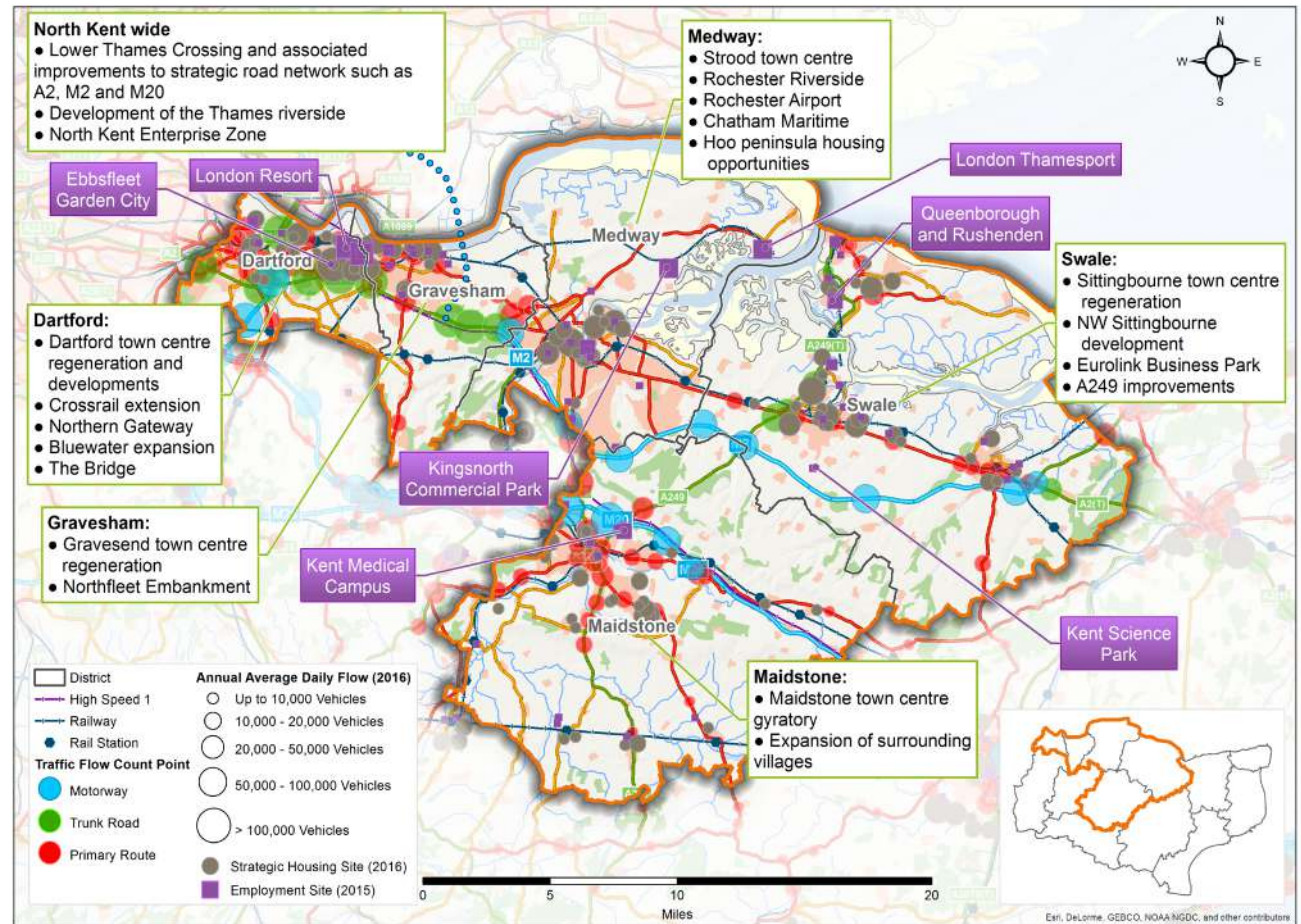 North Kent wide
● Lower Thames Crossing and associated
improvements to strategic road network such as
A2, M2 and M20
● Development of the Thames riverside
● North Kent Enterprise Zone
Medway:
● Strood town centre
● Rochester Riverside
● Rochester Airport
● Chatham Maritime
● Hoo peninsula housing
opportunities
N
W
E
S
Ebbsfleet
Garden City
London Resort
London Thamesport
Queenborough
and Rushenden
A1089
Medway
Dartford
Gravesham
Swale:
● Sittingbourne town centre
regeneration
● NW Sittingbourne
development
● Eurolink Business Park
● A249 improvements
Dartford:
● Dartford town centre
regeneration and
developments
● Crossrail extension
● Northern Gateway
● Bluewater expansion
● The Bridge
M2
A249(T)
Swale
Kingsnorth
Commercial Park
A249
A2(T)
Gravesham:
● Gravesend town centre
regeneration
● Northfleet Embankment
M20
Kent Medical
Campus
Maidstone
Kent Science
Park
Maidstone:
● Maidstone town centre
gyratory
● Expansion of surrounding
villages
District
High Speed 1
Railway
Rail Station
Traffic Flow Count Point
Motorway
Trunk Road
Primary Route
Annual Average Daily Flow (2016)
Up to 10,000 Vehicles
10,000 - 20,000 Vehicles
20,000 - 50,000 Vehicles
50,000 - 100,000 Vehicles
> 100,000 Vehicles
Strategic Housing Site (2016)
Employment Site (2015)
0 5 10 20
Miles
Esri, DeLorme, GEBCO, NOAA NGDC, and other contributors